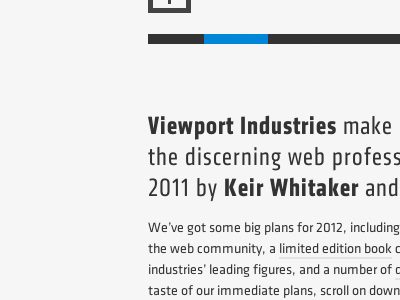 Viewport Industries make
the discerning web profess
2011 by Keir Whitaker and
We've got some big plans for 2012, including
the web community, a limited edition book
industries' leading figures, and a number of
taste of our immediate plans, scroll on down